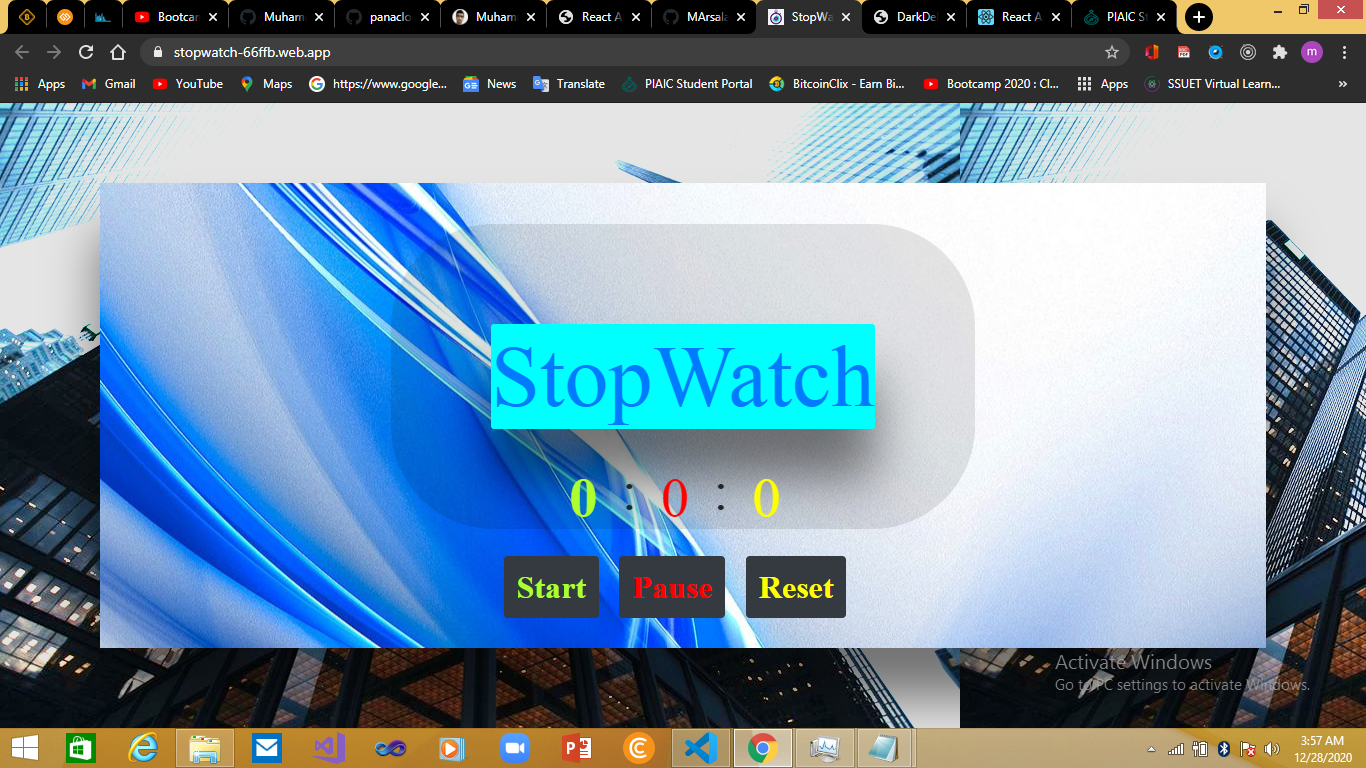 Bootcar
Muham
panaclo
Muham
React A
MArsala
StopWa
DarkDe
React A
PIAIC S
stopwatch-66ffb.web.app
m
Apps
Gmail
YouTube
Maps
https://www.google...
News
Translate
PIAIC Student Portal
BitcoinClix - Earn Bi...
Bootcamp 2020 : Cl...
Apps
SSUET Virtual Learn...
»
StopWatch
0 : 0 : 0
Start Pause Reset
Activate Windows
Go to PC settings to activate Windows.
3:57 AM
12/28/2020